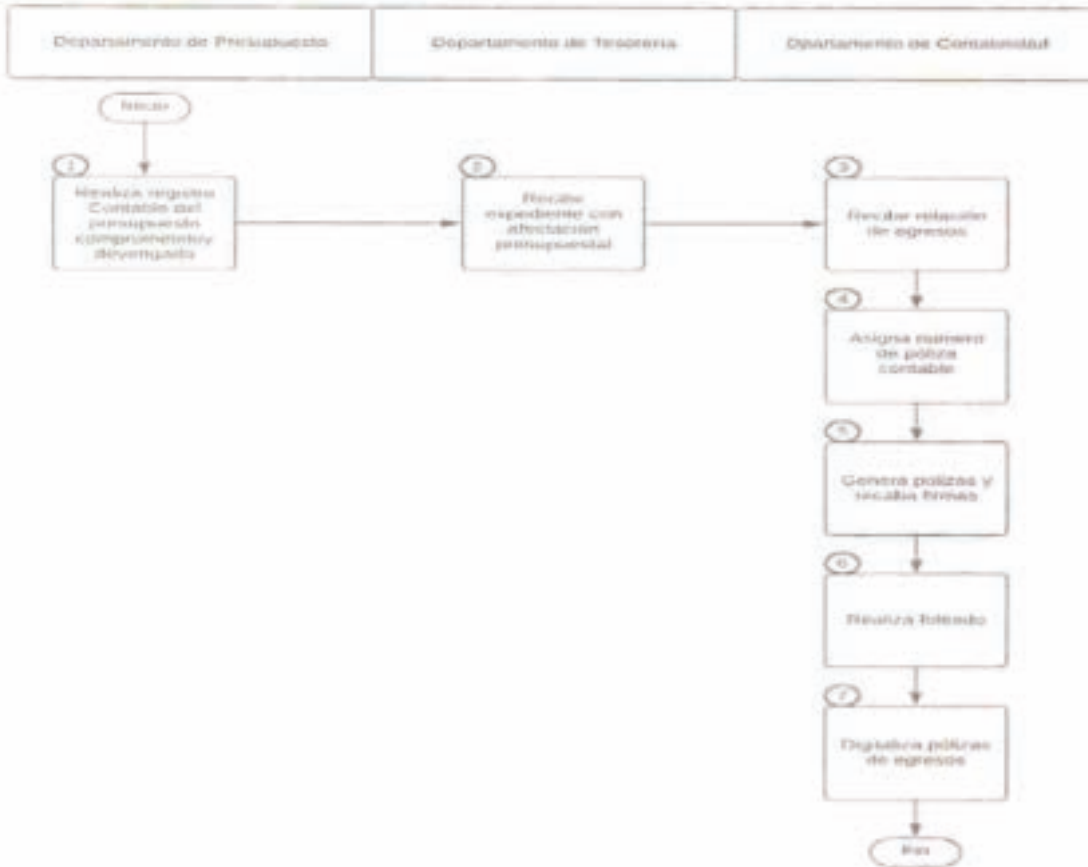 Departamento de Presupuesto
Departamento de Tesorería
Dpartamento de Contabilidad
Inicio
1
Realiza registro
Contable del
presupuesto
comprometido y
devengado
2
Recibe
expediente con
afectación
presupuestal
3
Recibe relación
de egresos
4
Asigna número
de póliza
contable
5
Genera pólizas y
recaba firmas
6
Realiza foliado
7
Digitaliza pólizas
de egresos
Fin